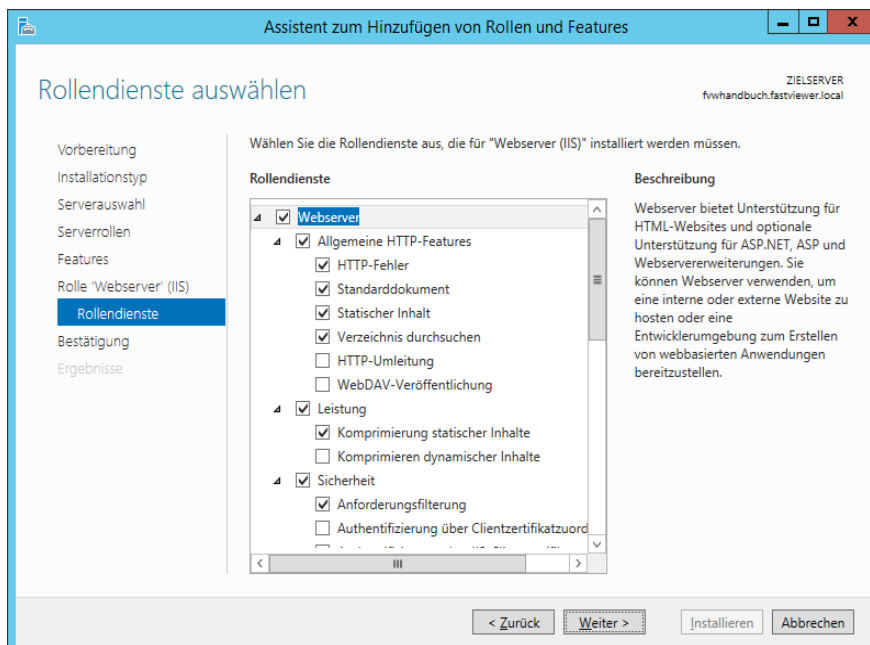 Assistent zum Hinzufügen von Rollen und Features
Rollendienste auswählen
ZIELSERVER
fvwhandbuch.fastviewer.local
Vorbereitung
Installationstyp
Serverauswahl
Serverrollen
Features
Rolle 'Webserver' (IIS)
Rollendienste
Bestätigung
Ergebnisse
Wählen Sie die Rollendienste aus, die für "Webserver (IIS)" installiert werden müssen.
Rollendienste
Webserver
Allgemeine HTTP-Features
HTTP-Fehler
Standarddokument
Statischer Inhalt
Verzeichnis durchsuchen
HTTP-Umleitung
WebDAV-Veröffentlichung
Leistung
Komprimierung statischer Inhalte
Komprimieren dynamischer Inhalte
Sicherheit
Anforderungsfilterung
Authentifizierung über Clientzertifikatzuord
Beschreibung
Webserver bietet Unterstützung für
HTML-Websites und optionale
Unterstützung für ASP.NET, ASP und
Webservererweiterungen. Sie
können Webserver verwenden, um
eine interne oder externe Website zu
hosten oder eine
Entwicklerumgebung zum Erstellen
von webbasierten Anwendungen
bereitzustellen.
< Zurück
Weiter >
Installieren
Abbrechen